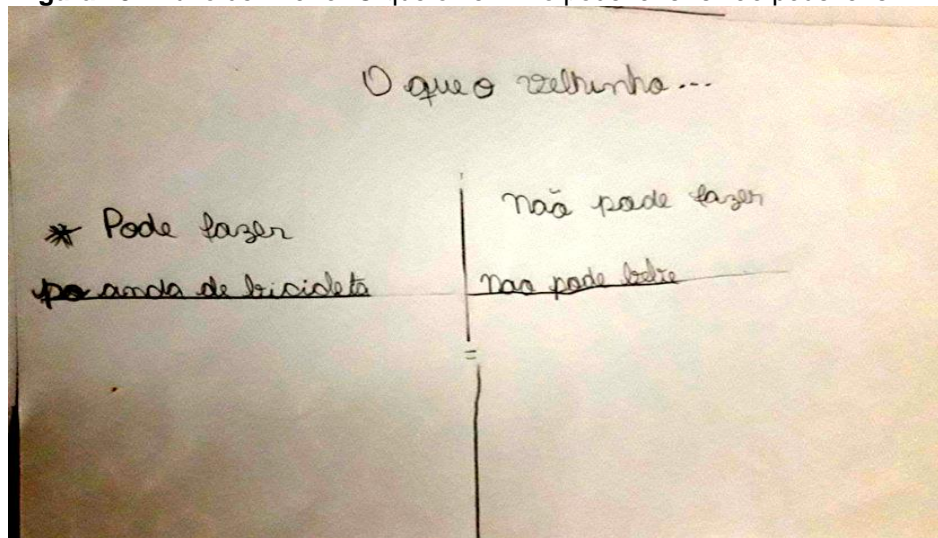 O que o velhinho...
* Pode fazer
anda de bicicleta
não pode fazer
nao pode bebe